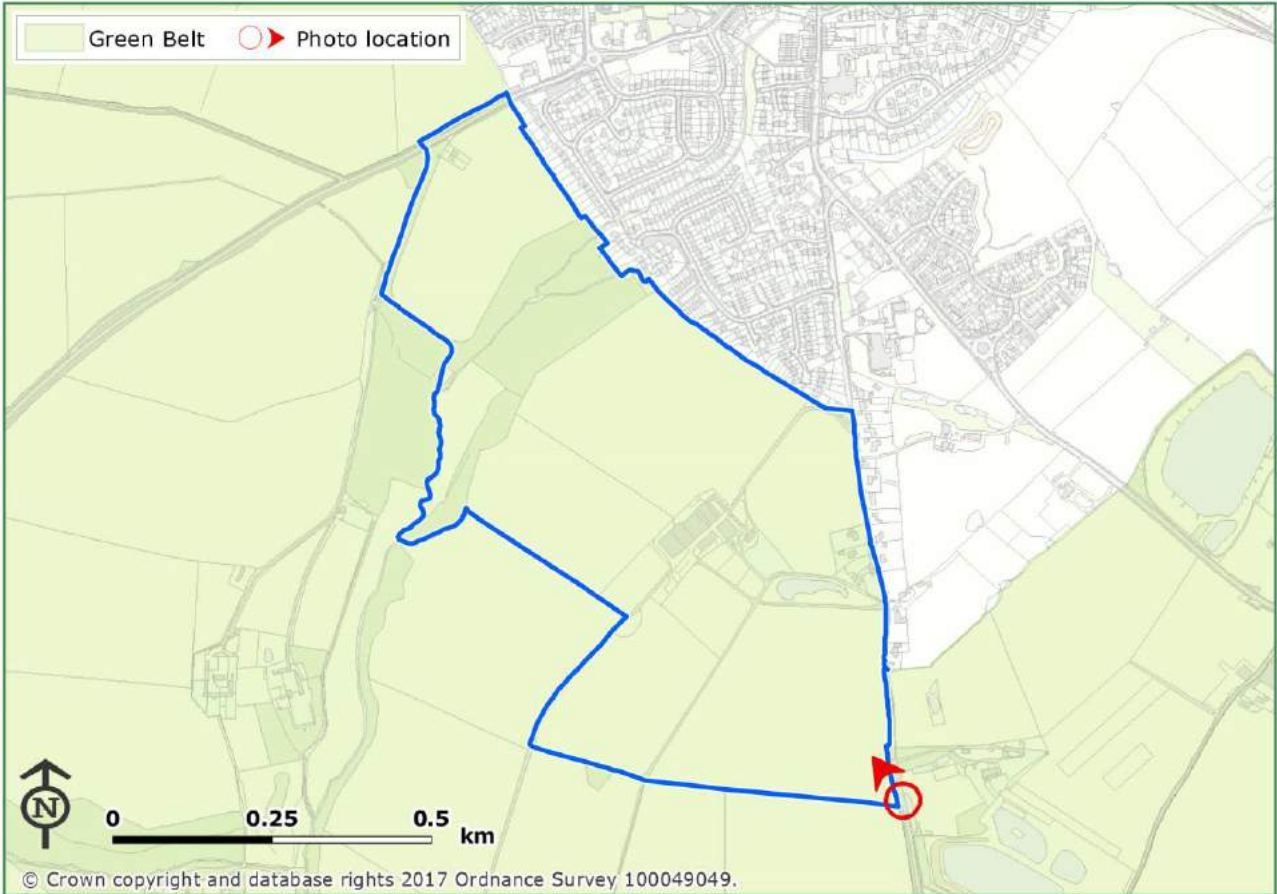 Green Belt Photo location
N
0 0.25 0.5 km
© Crown copyright and database rights 2017 Ordnance Survey 100049049.